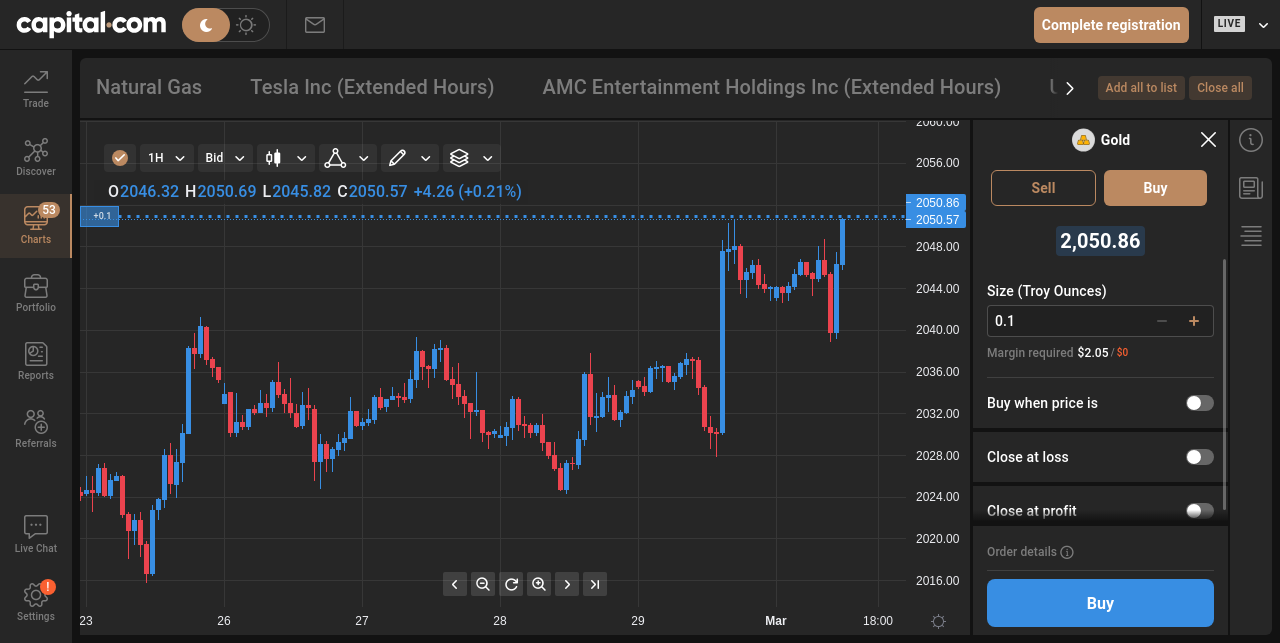 capital.com
Complete registration
LIVE
Natural Gas
Tesla Inc (Extended Hours)
AMC Entertainment Holdings Inc (Extended Hours)
Add all to list
Close all
Trade
Discover
53
Charts
Portfolio
Reports
Referrals
Live Chat
!
Settings
1H
Bid
O2046.32 H2050.69 L2045.82 C2050.57 +4.26 (+0.21%)
+0.1
2060.00
2056.00
2050.86
2050.57
2048.00
2044.00
2040.00
2036.00
2032.00
2028.00
2024.00
2020.00
2016.00
23
26
27
28
29
Mar
18:00
Gold
Sell
Buy
2,050.86
Size (Troy Ounces)
0.1
Margin required $2.05 / $0
Buy when price is
Close at loss
Close at profit
Order details
Buy